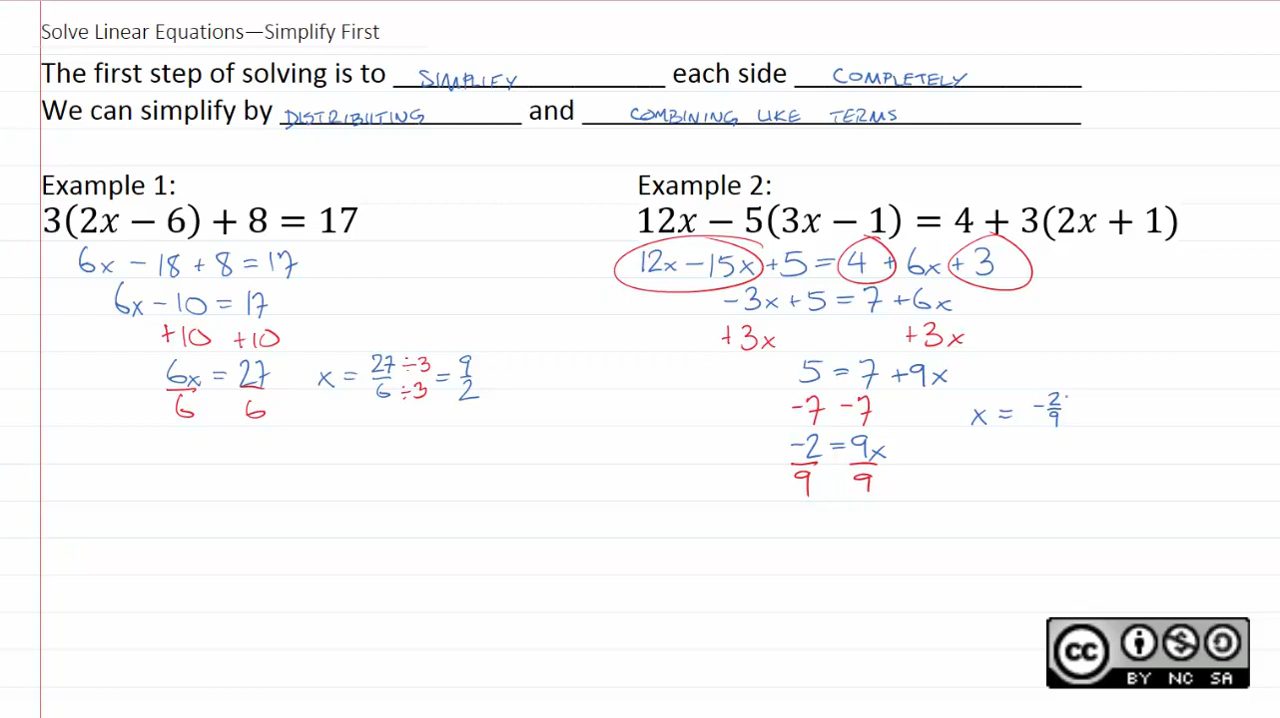 Solve Linear Equations—Simplify First
The first step of solving is to SIMPLIFY each side COMPLETELY
We can simplify by DISTRIBUTING and COMBINING LIKE TERMS
Example 1:
3(2x − 6) + 8 = 17
6x − 18 + 8 = 17
6x − 10 = 17
+10 +10
6x = 27 x = 27/6 ÷3/÷3 = 9/2
6 6
Example 2:
12x − 5(3x − 1) = 4 + 3(2x + 1)
12x − 15x + 5 = 4 + 6x + 3
−3x + 5 = 7 + 6x
+3x +3x
5 = 7 + 9x
−7 −7
x = −2/9
−2 = 9x
9 9
CC
BY NC SA